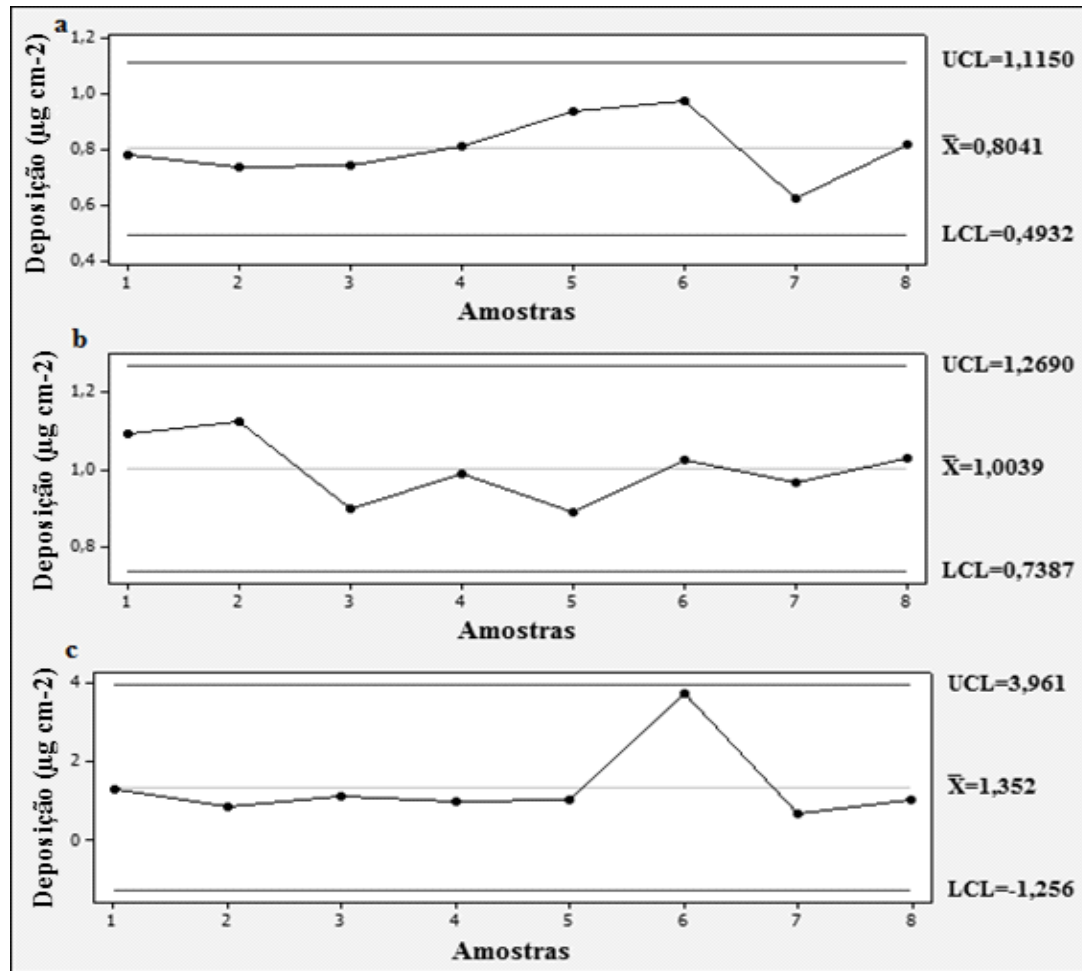 a
Deposição (µg cm-2)
1,2
1,0
0,8
0,6
0,4
UCL=1,1150
X̄=0,8041
LCL=0,4932
1 2 3 4 5 6 7 8
Amostras
b
Deposição (µg cm-2)
1,2
1,0
0,8
UCL=1,2690
X̄=1,0039
LCL=0,7387
1 2 3 4 5 6 7 8
Amostras
c
Deposição (µg cm-2)
4
2
0
UCL=3,961
X̄=1,352
LCL=-1,256
1 2 3 4 5 6 7 8
Amostras